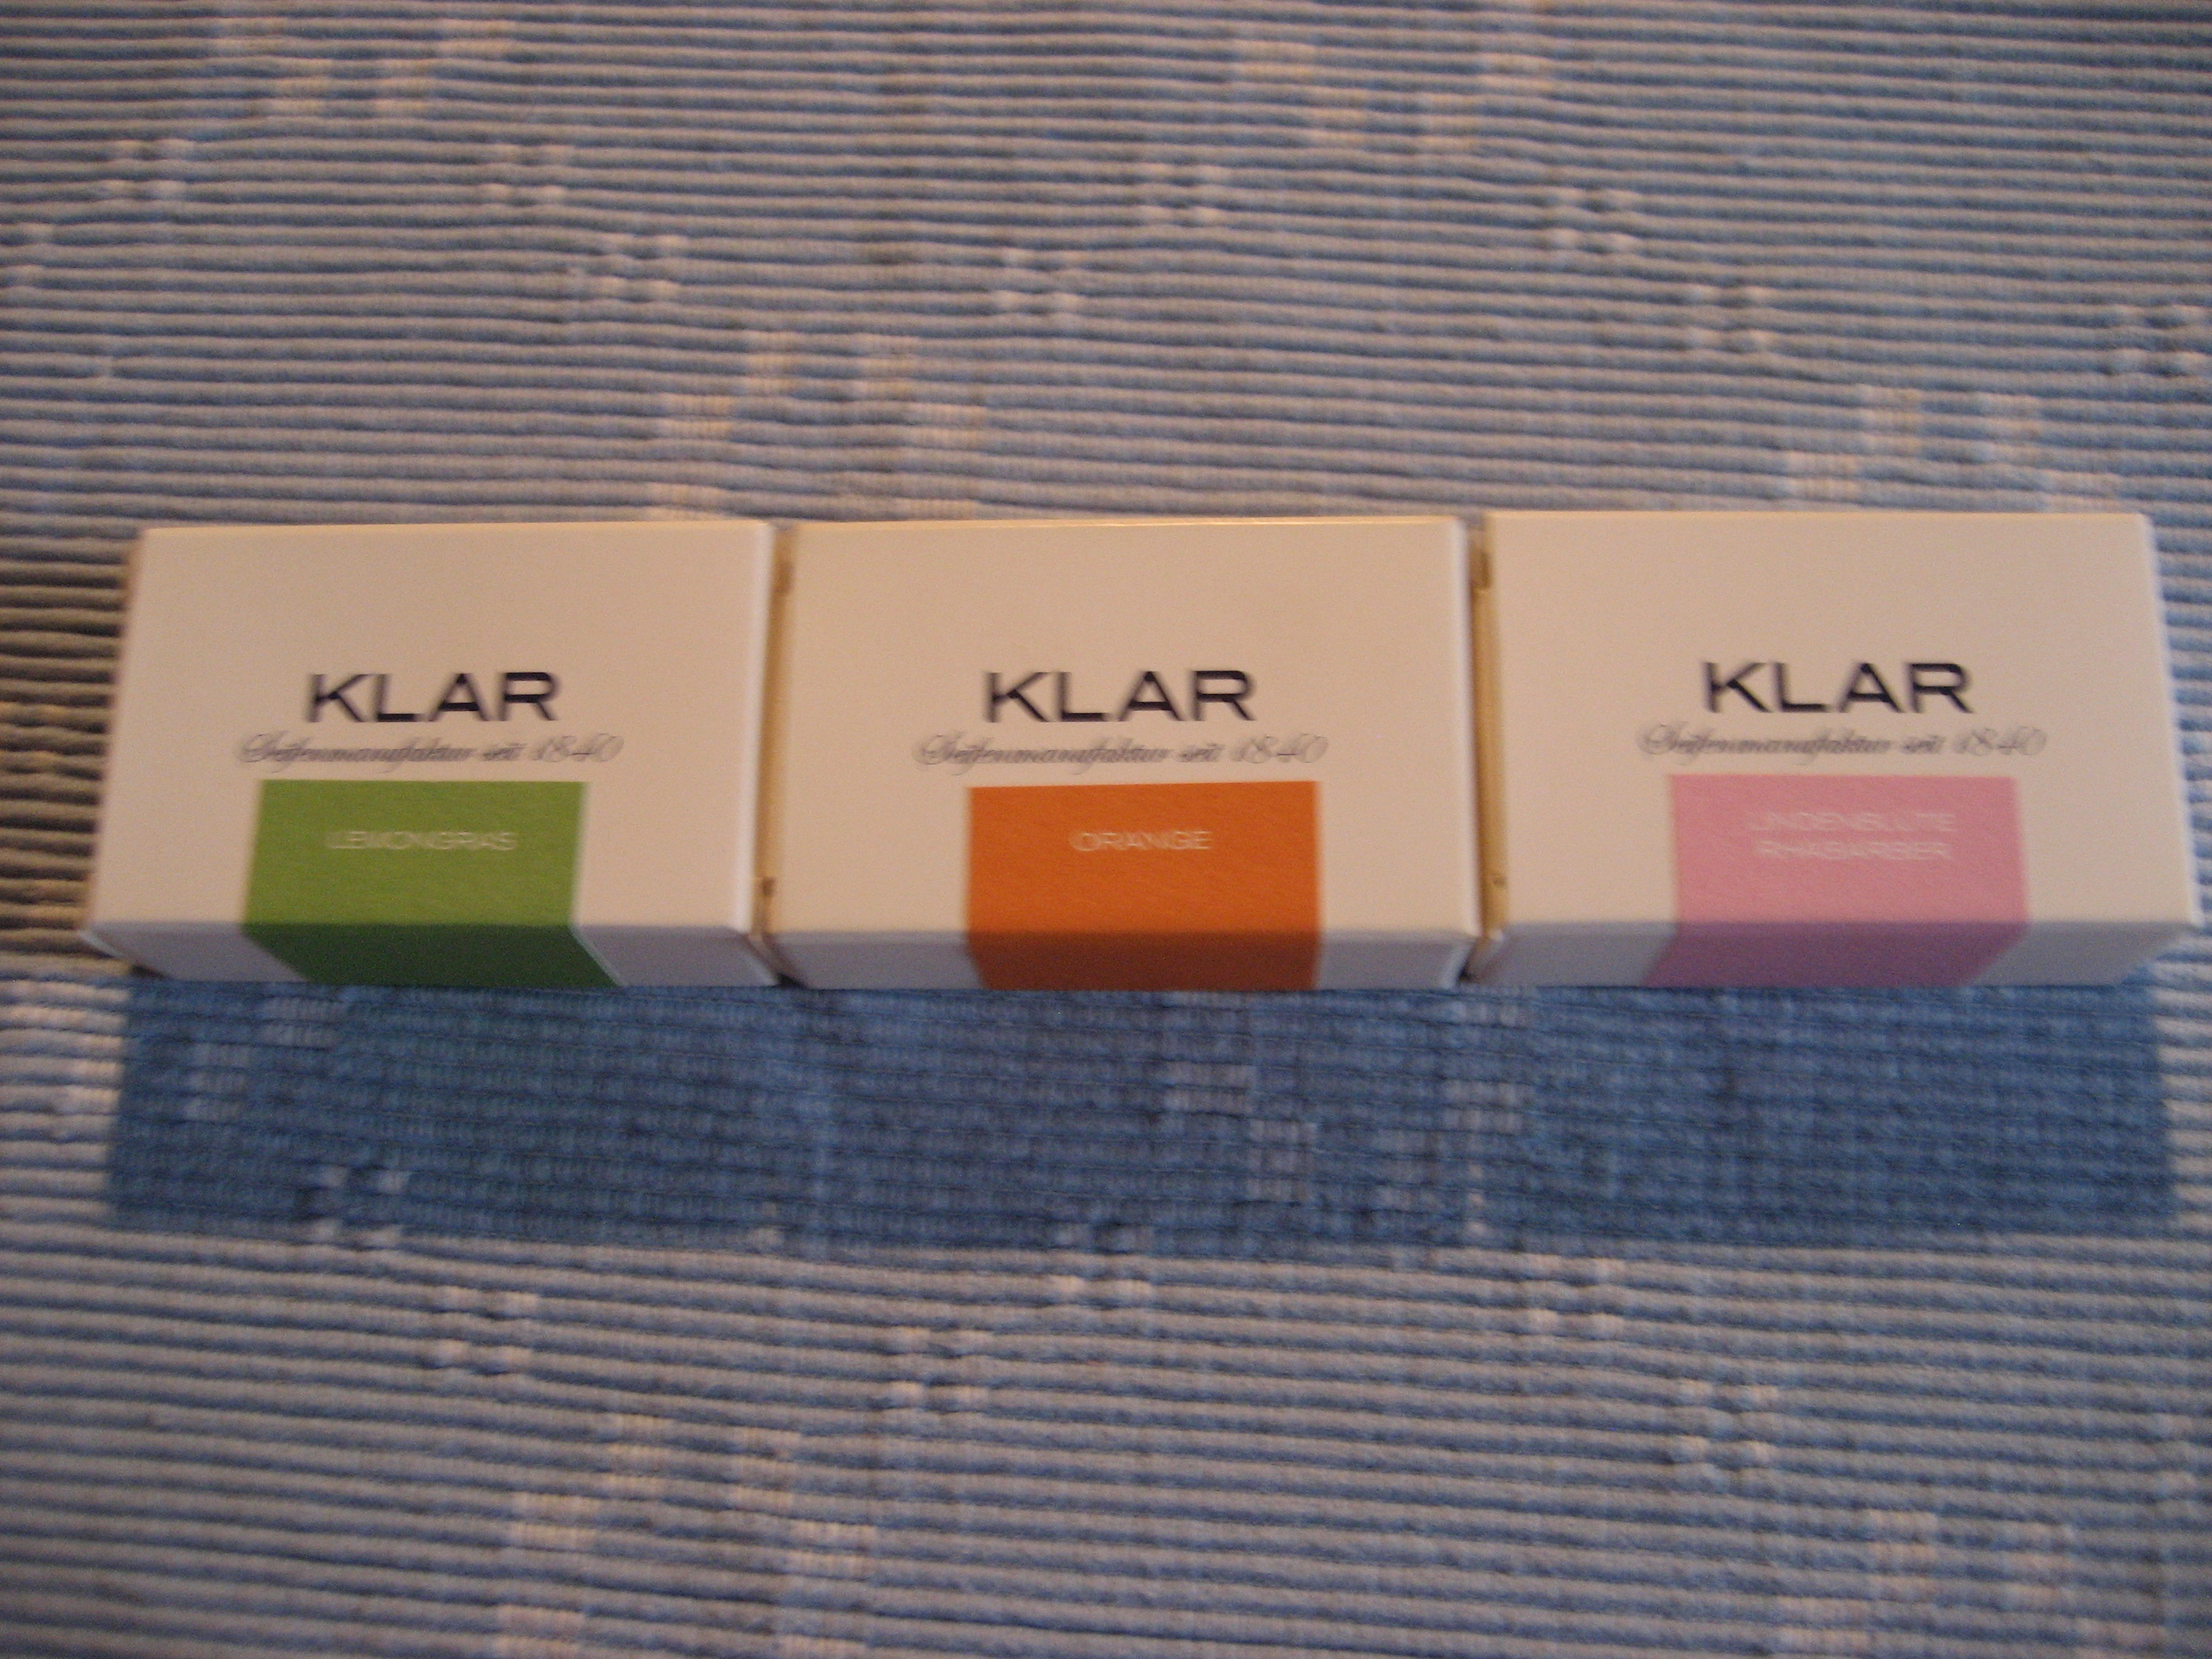 KLAR
Seifenmanufaktur seit 1840
LEMONGRAS
KLAR
Seifenmanufaktur seit 1840
ORANGE
KLAR
Seifenmanufaktur seit 1840
LINDENBLÜTE
RHABARBER